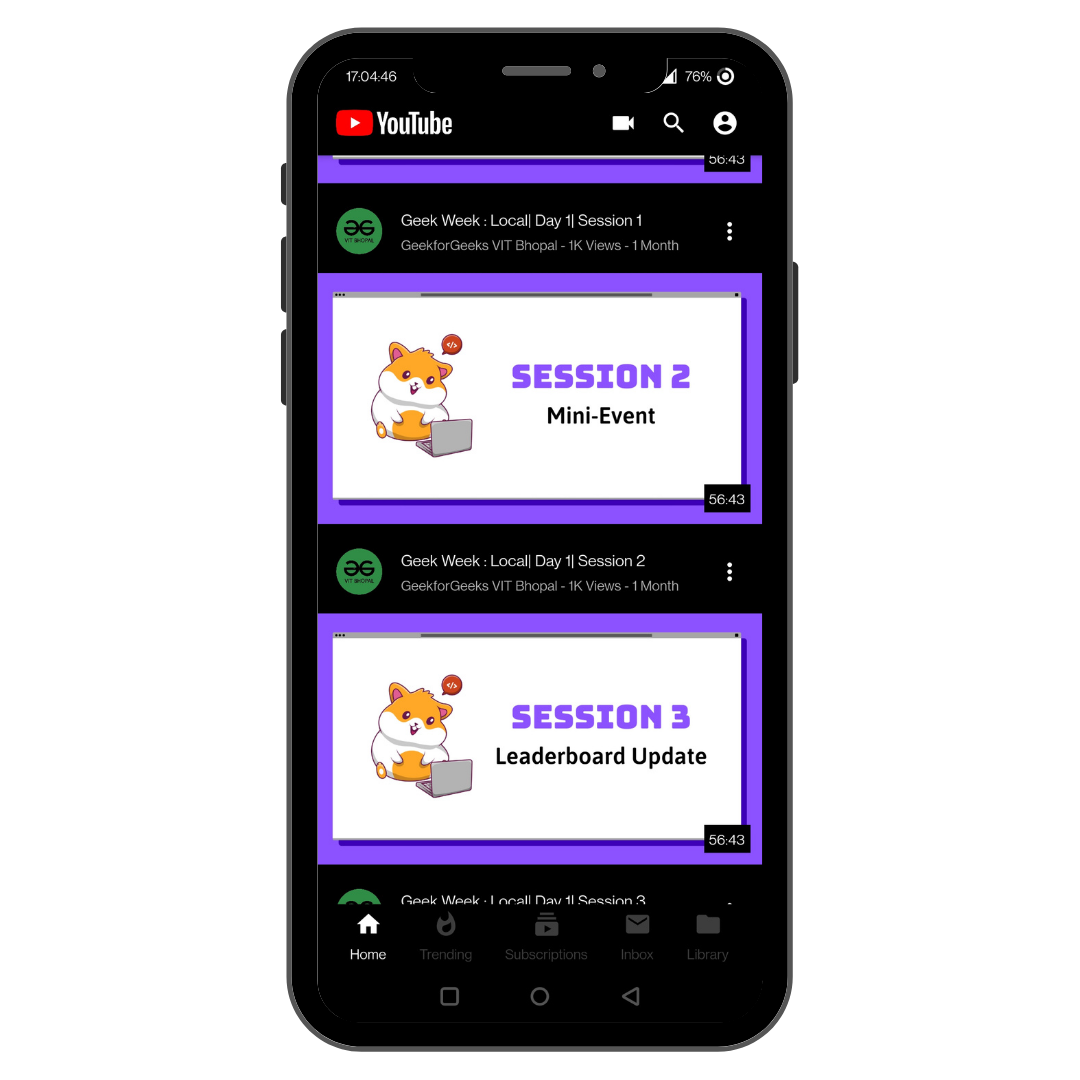 17:04:46
76%
YouTube
56:43
Geek Week : Local| Day 1| Session 1
GeekforGeeks VIT Bhopal - 1K Views - 1 Month
VIT BHOPAL
</>
SESSION 2
Mini-Event
56:43
Geek Week : Local| Day 1| Session 2
GeekforGeeks VIT Bhopal - 1K Views - 1 Month
VIT BHOPAL
</>
SESSION 3
Leaderboard Update
56:43
Geek Week : Local| Day 1| Session 3
Home
Trending
Subscriptions
Inbox
Library